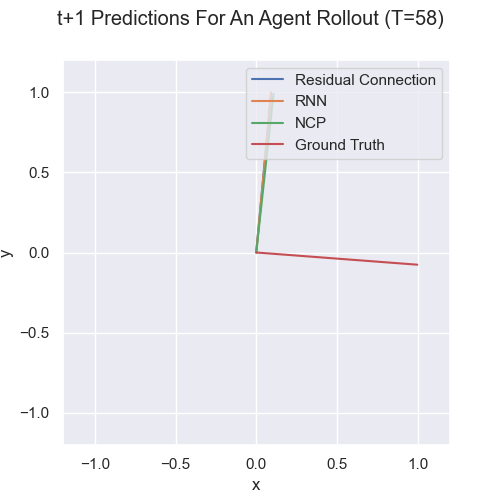 t+1 Predictions For An Agent Rollout (T=58)
Residual Connection
RNN
NCP
Ground Truth
1.0
0.5
0.0
−0.5
−1.0
y
−1.0 −0.5 0.0 0.5 1.0
x